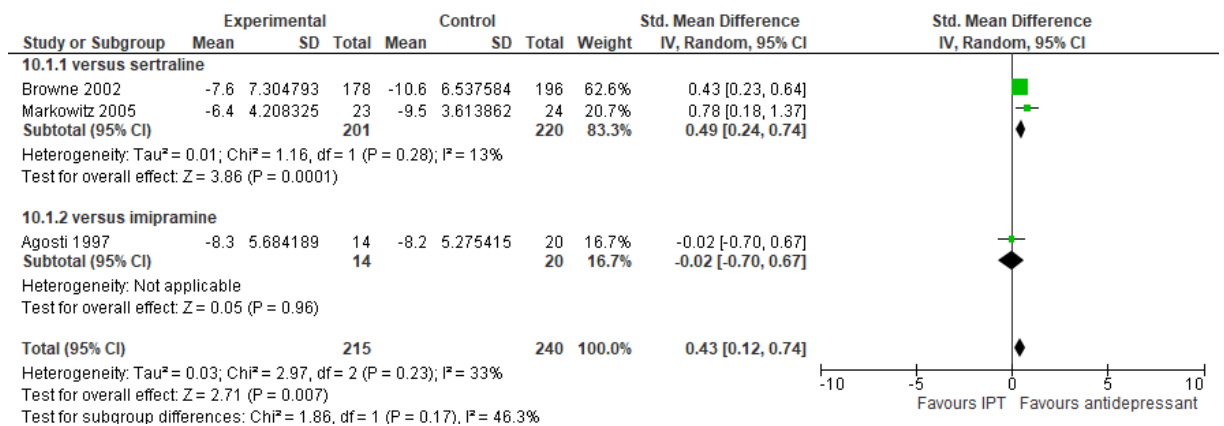 Experimental Control Std. Mean Difference Std. Mean Difference
Study or Subgroup Mean SD Total Mean SD Total Weight IV, Random, 95% CI IV, Random, 95% CI
10.1.1 versus sertraline
Browne 2002 -7.6 7.304793 178 -10.6 6.537584 196 62.6% 0.43 [0.23, 0.64]
Markowitz 2005 -6.4 4.208325 23 -9.5 3.613862 24 20.7% 0.78 [0.18, 1.37]
Subtotal (95% CI) 201 220 83.3% 0.49 [0.24, 0.74]
Heterogeneity: Tau² = 0.01; Chi² = 1.16, df = 1 (P = 0.28); I² = 13%
Test for overall effect: Z = 3.86 (P = 0.0001)
10.1.2 versus imipramine
Agosti 1997 -8.3 5.684189 14 -8.2 5.275415 20 16.7% -0.02 [-0.70, 0.67]
Subtotal (95% CI) 14 20 16.7% -0.02 [-0.70, 0.67]
Heterogeneity: Not applicable
Test for overall effect: Z = 0.05 (P = 0.96)
Total (95% CI) 215 240 100.0% 0.43 [0.12, 0.74]
Heterogeneity: Tau² = 0.03; Chi² = 2.97, df = 2 (P = 0.23); I² = 33%
Test for overall effect: Z = 2.71 (P = 0.007)
Test for subgroup differences: Chi² = 1.86, df = 1 (P = 0.17), I² = 46.3%
-10 -5 0 5 10
Favours IPT Favours antidepressant